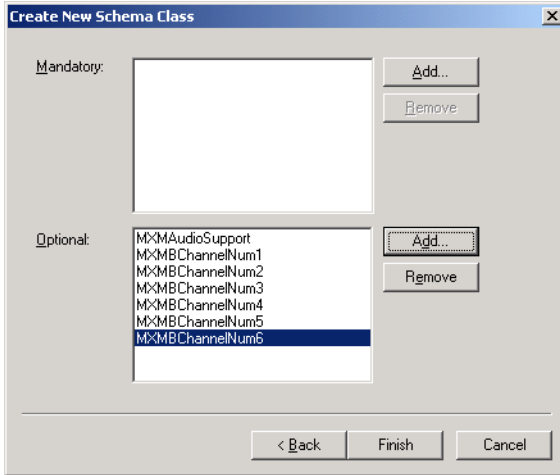 Create New Schema Class
Mandatory:
Add...
Remove
Optional:
MXMAudioSupport
MXMBChannelNum1
MXMBChannelNum2
MXMBChannelNum3
MXMBChannelNum4
MXMBChannelNum5
MXMBChannelNum6
Add...
Remove
< Back
Finish
Cancel